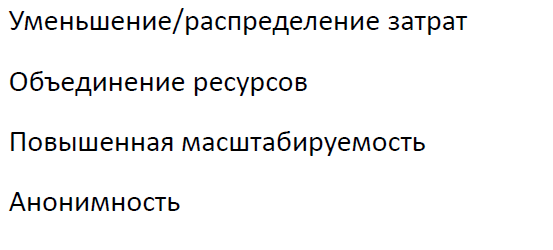 Уменьшение/распределение затрат
Объединение ресурсов
Повышенная масштабируемость
Анонимность